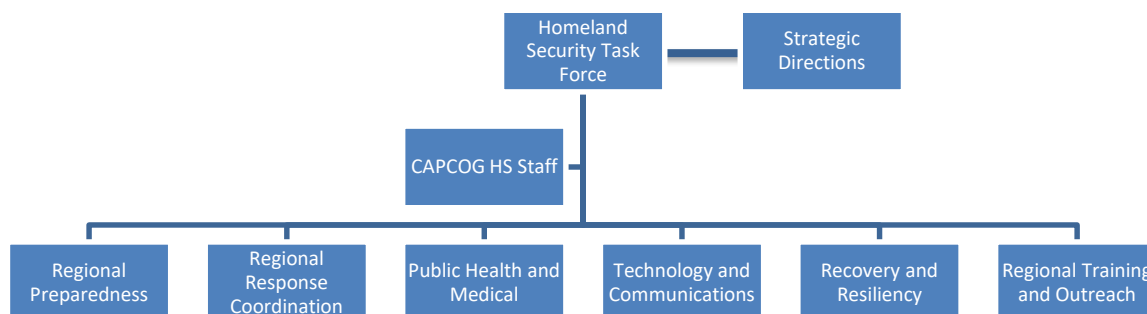 Homeland
Security Task
Force
Strategic
Directions
CAPCOG HS Staff
Regional
Preparedness
Regional
Response
Coordination
Public Health and
Medical
Technology and
Communications
Recovery and
Resiliency
Regional Training
and Outreach